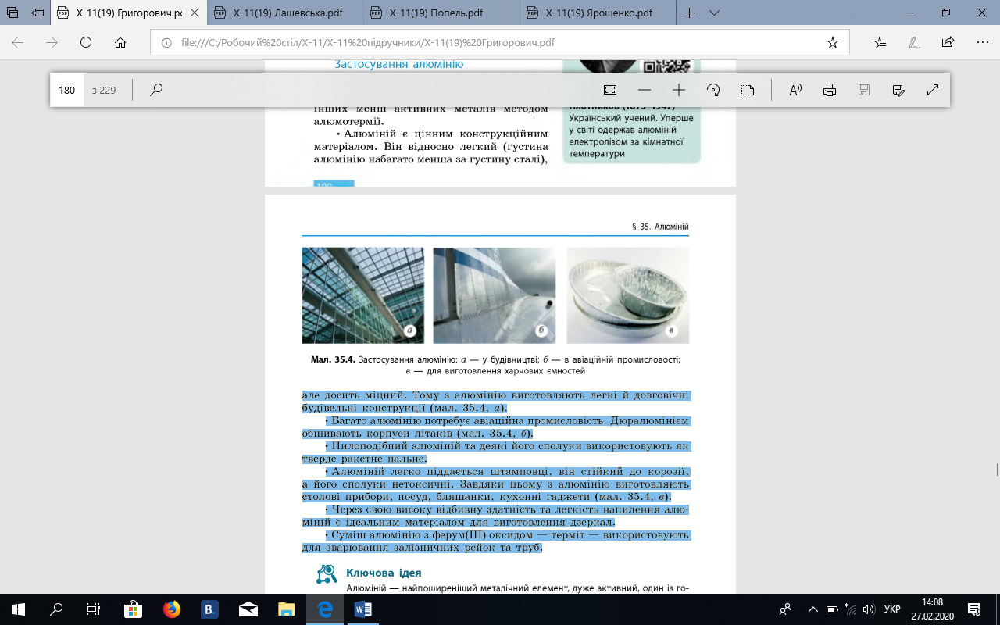 X-11(19) Григорович.pd
X-11(19) Лашевська.pdf
X-11(19) Попель.pdf
X-11(19) Ярошенко.pdf
file:///C:/Робочий%20стіл/X-11/X-11%20підручники/X-11(19)%20Григорович.pdf
Застосування алюмінію
180
з 229
інших менш активних металів методом
алюмотермії.
• Алюміній є цінним конструкційним
матеріалом. Він відносно легкий (густина
алюмінію набагато менша за густину сталі),
Український учений. Уперше
у світі одержав алюміній
електролізом за кімнатної
температури
§ 35. Алюміній
а
б
в
Мал. 35.4. Застосування алюмінію: а — у будівництві; б — в авіаційній промисловості;
в — для виготовлення харчових ємностей
але досить міцний. Тому з алюмінію виготовляють легкі й довговічні
будівельні конструкції (мал. 35.4, а).
• Багато алюмінію потребує авіаційна промисловість. Дюралюмінієм
обшивають корпуси літаків (мал. 35.4, б).
• Пилоподібний алюміній та деякі його сполуки використовують як
тверде ракетне пальне.
• Алюміній легко піддається штамповці, він стійкий до корозії,
а його сполуки нетоксичні. Завдяки цьому з алюмінію виготовляють
столові прибори, посуд, бляшанки, кухонні гаджети (мал. 35.4, в).
• Через свою високу відбивну здатність та легкість напилення алю-
міній є ідеальним матеріалом для виготовлення дзеркал.
• Суміш алюмінію з ферум(III) оксидом — терміт — використовують
для зварювання залізничних рейок та труб.
Ключова ідея
Алюміній — найпоширеніший металічний елемент, дуже активний, один із го-
B.
УКР
14:08
27.02.2020